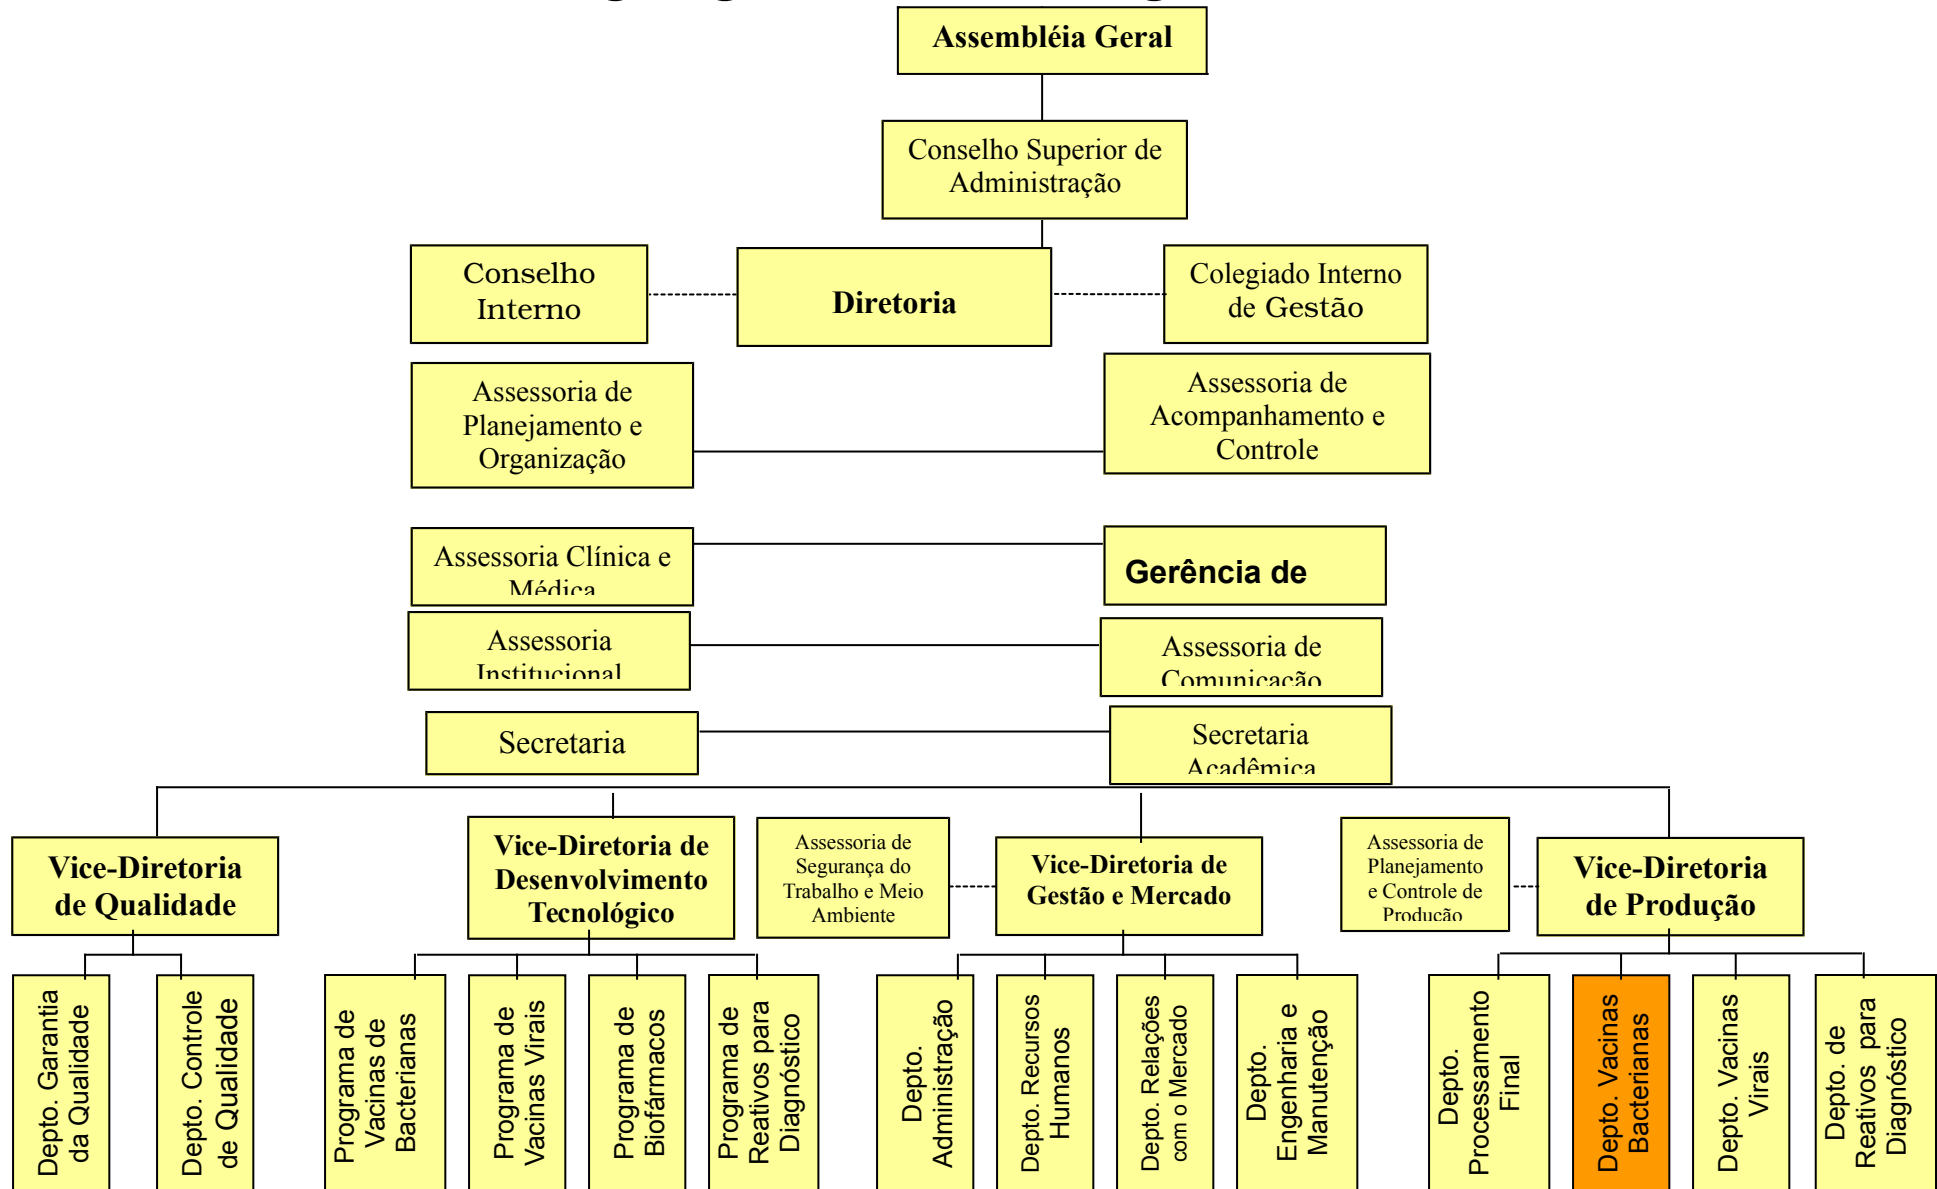 Assembléia Geral
Conselho Superior de
Administração
Conselho
Interno
Diretoria
Colegiado Interno
de Gestão
Assessoria de
Planejamento e
Organização
Assessoria de
Acompanhamento e
Controle
Assessoria Clínica e
Médica
Gerência de
Assessoria
Institucional
Assessoria de
Comunicação
Secretaria
Secretaria
Acadêmica
Vice-Diretoria
de Qualidade
Vice-Diretoria de
Desenvolvimento
Tecnológico
Assessoria de
Segurança do
Trabalho e Meio
Ambiente
Vice-Diretoria de
Gestão e Mercado
Assessoria de
Planejamento
e Controle de
Produção
Vice-Diretoria
de Produção
Depto. Garantia
da Qualidade
Depto. Controle
de Qualidade
Programa de
Vacinas de
Bacterianas
Programa de
Vacinas Virais
Programa de
Biofármacos
Programa de
Reativos para
Diagnóstico
Depto.
Administração
Depto. Recursos
Humanos
Depto. Relações
com o Mercado
Depto.
Engenharia e
Manutenção
Depto.
Processamento
Final
Depto. Vacinas
Bacterianas
Depto. Vacinas
Virais
Depto. de
Reativos para
Diagnóstico